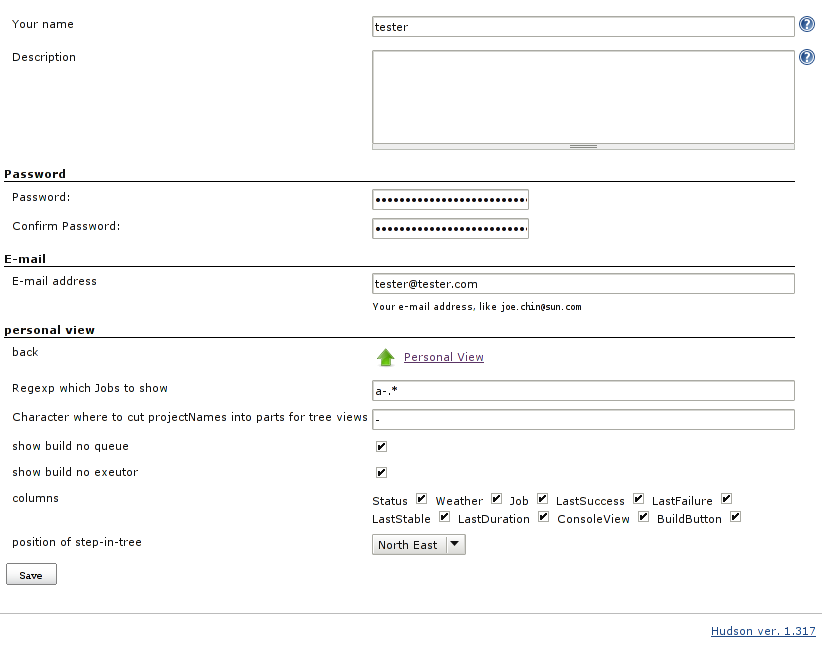 Your name
tester
Description
Password
Password:
Confirm Password:
E-mail
E-mail address
tester@tester.com
Your e-mail address, like joe.chin@sun.com
personal view
back
Personal View
Regexp which Jobs to show
a-.*
Character where to cut projectNames into parts for tree views
-
show build no queue
show build no exeutor
columns
Status Weather Job LastSuccess LastFailure
LastStable LastDuration ConsoleView BuildButton
position of step-in-tree
North East
Save
Hudson ver. 1.317